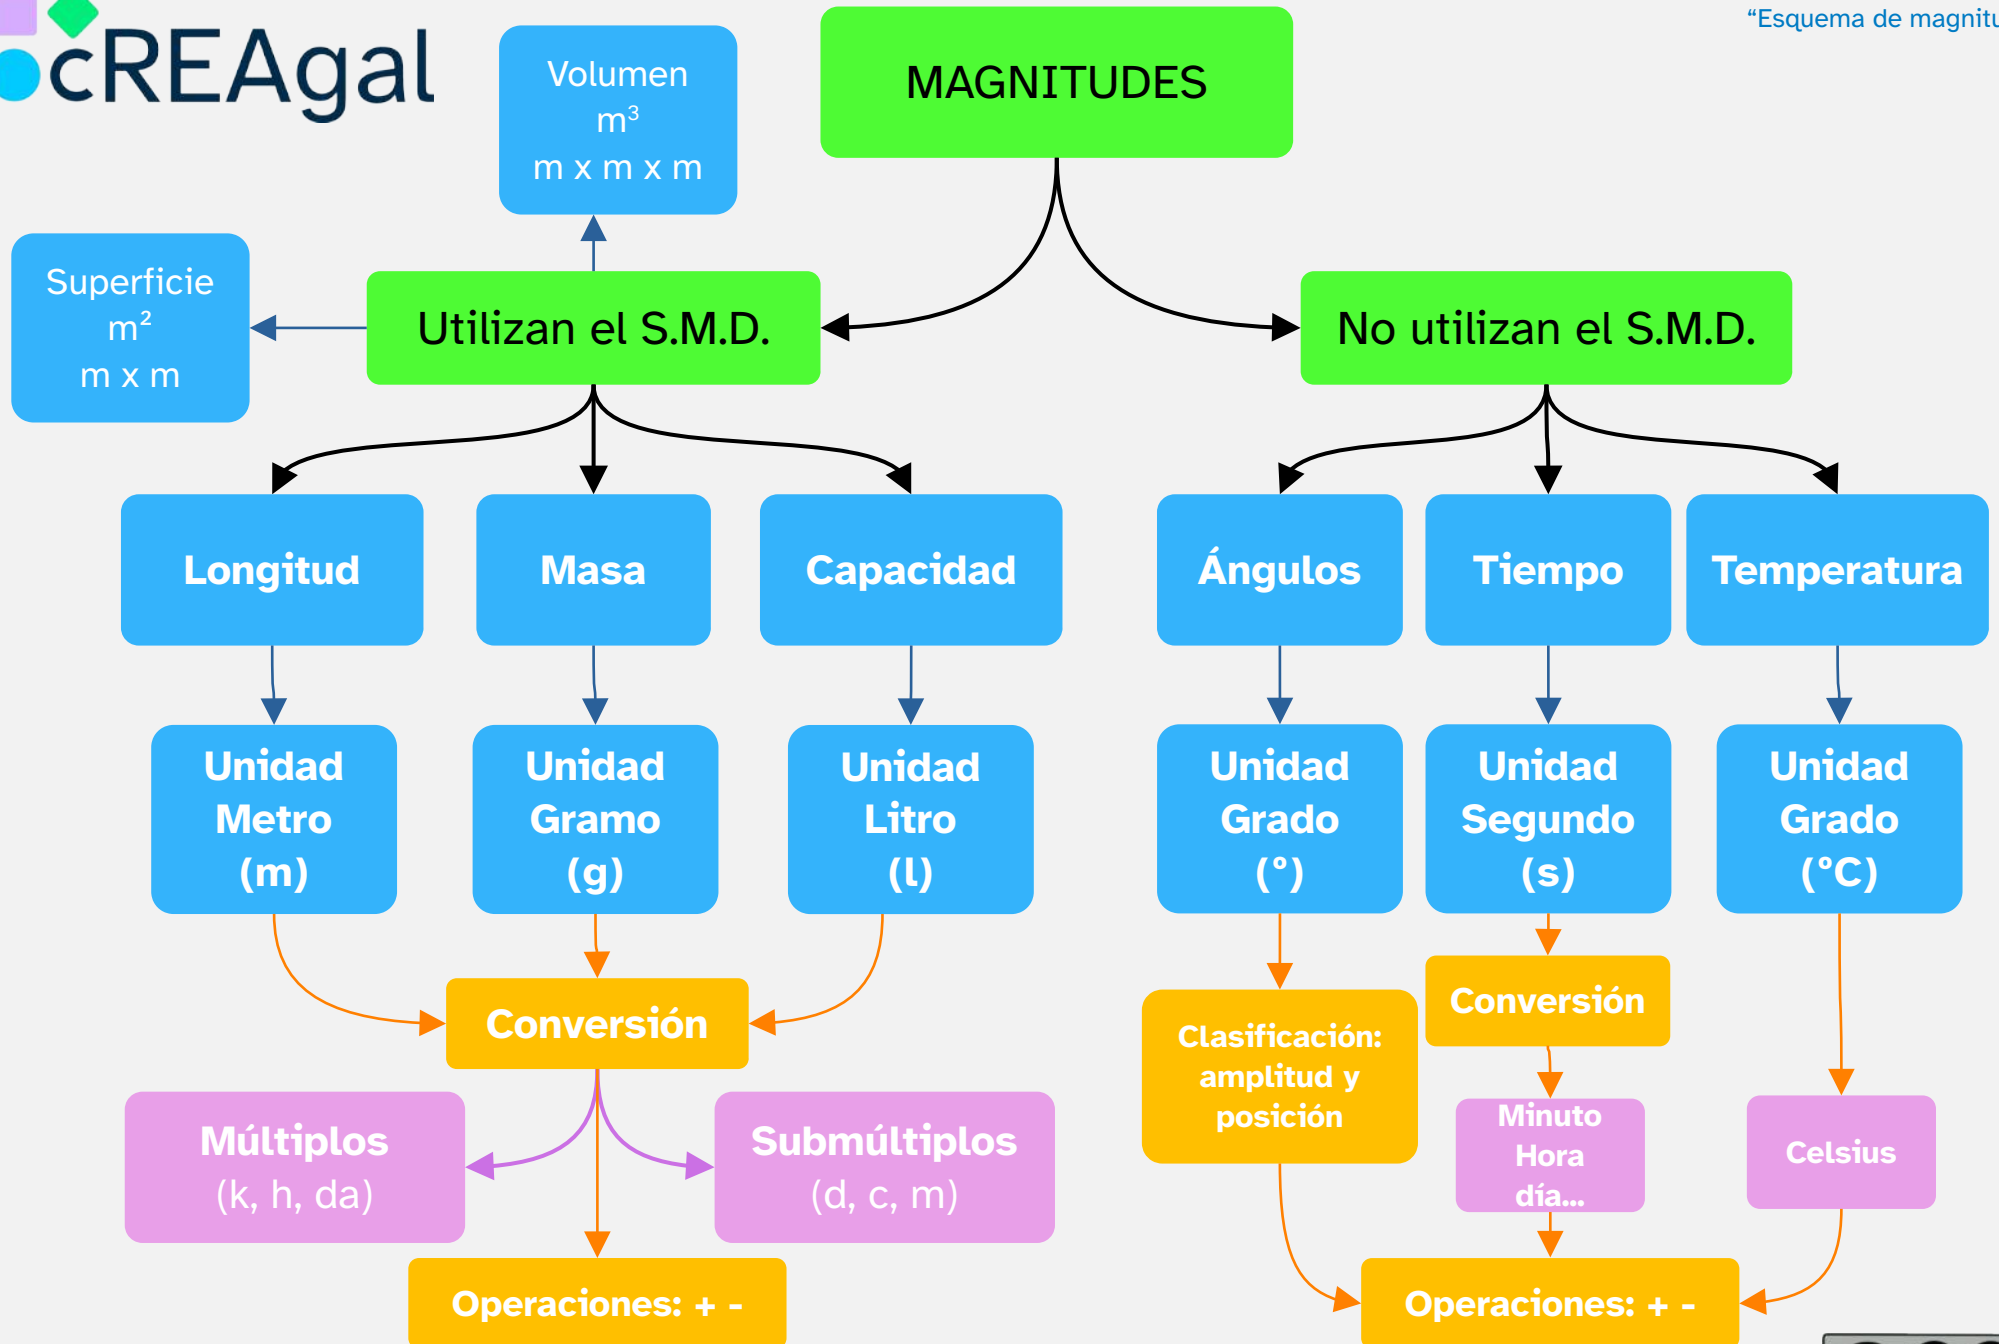 cREAgal
“Esquema de magnitu
Volumen
m³
m x m x m
MAGNITUDES
Superficie
m²
m x m
Utilizan el S.M.D.
No utilizan el S.M.D.
Longitud
Masa
Capacidad
Ángulos
Tiempo
Temperatura
Unidad
Metro
(m)
Unidad
Gramo
(g)
Unidad
Litro
(l)
Unidad
Grado
(º)
Unidad
Segundo
(s)
Unidad
Grado
(ºC)
Conversión
Clasificación:
amplitud y
posición
Conversión
Múltiplos
(k, h, da)
Submúltiplos
(d, c, m)
Minuto
Hora
día...
Celsius
Operaciones: + -
Operaciones: + -